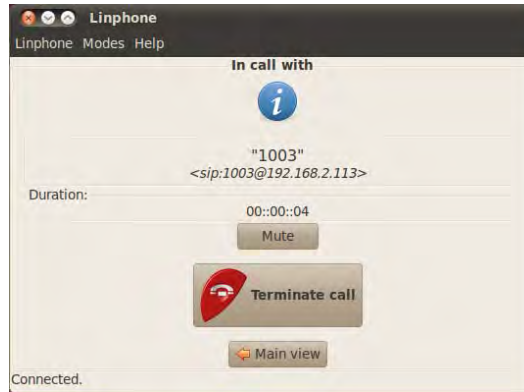 Linphone
Linphone Modes Help
In call with
"1003"
<sip:1003@192.168.2.113>
Duration:
00::00::04
Mute
Terminate call
Main view
Connected.